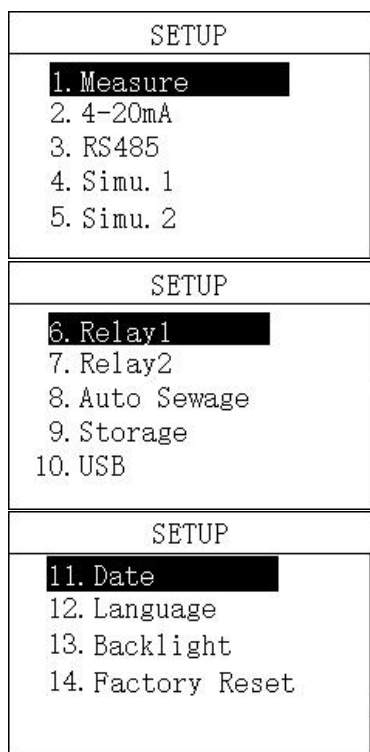 SETUP
1. Measure
2. 4-20mA
3. RS485
4. Simu. 1
5. Simu. 2
SETUP
6. Relay1
7. Relay2
8. Auto Sewage
9. Storage
10. USB
SETUP
11. Date
12. Language
13. Backlight
14. Factory Reset